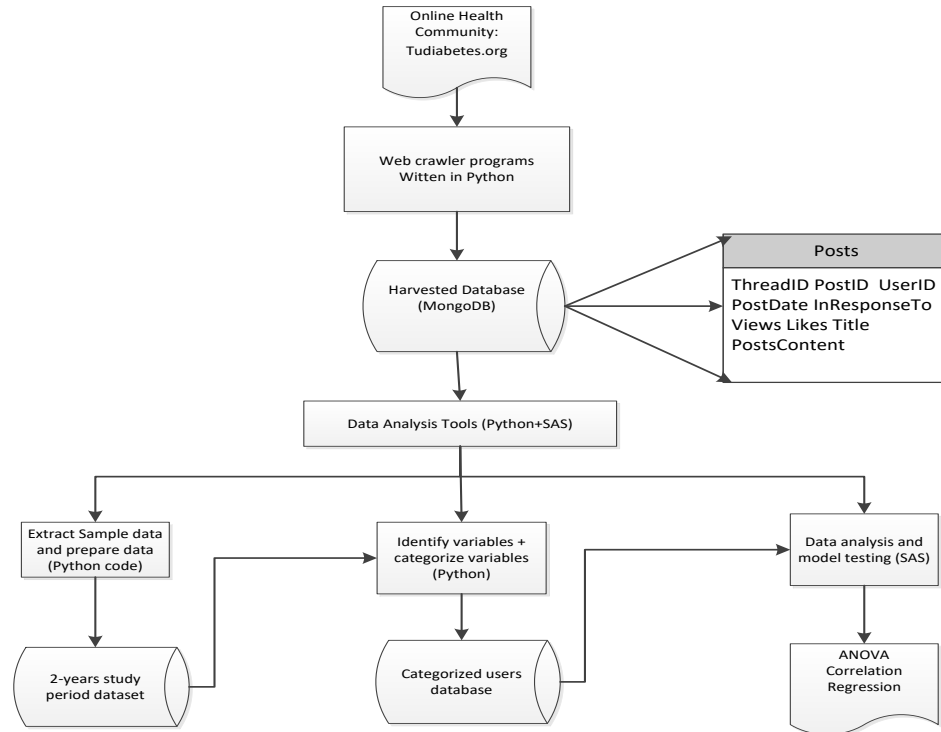 Online Health
Community:
Tudiabetes.org
Web crawler programs
Witten in Python
Harvested Database
(MongoDB)
Posts
ThreadID PostID UserID
PostDate InResponseTo
Views Likes Title
PostsContent
Data Analysis Tools (Python+SAS)
Extract Sample data
and prepare data
(Python code)
Identify variables +
categorize variables
(Python)
Data analysis and
model testing (SAS)
2-years study
period dataset
Categorized users
database
ANOVA
Correlation
Regression